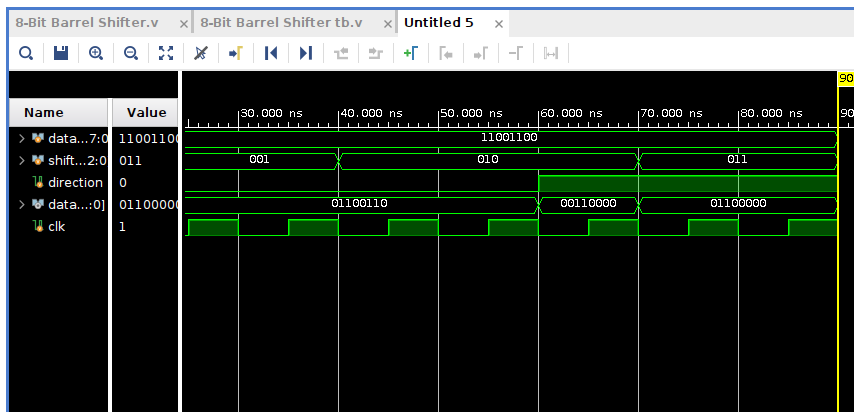 8-Bit Barrel Shifter.v × 8-Bit Barrel Shifter tb.v × Untitled 5 ×
90
30.000 ns 40.000 ns 50.000 ns 60.000 ns 70.000 ns 80.000 ns 90
Name Value
data...7:0 11001100 11001100
shift...2:0 011 001 010 011
direction 0
data...:0] 01100000 01100110 00110000 01100000
clk 1